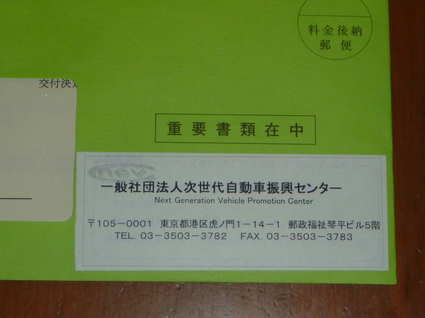 料金後納
郵便
交付決
重要書類在中
一般社団法人次世代自動車振興センター
Next Generation Vehicle Promotion Center
〒105-0001 東京都港区虎ノ門1-14-1 郵政福祉琴平ビル5階
TEL. 03-3503-3782 FAX. 03-3503-3783